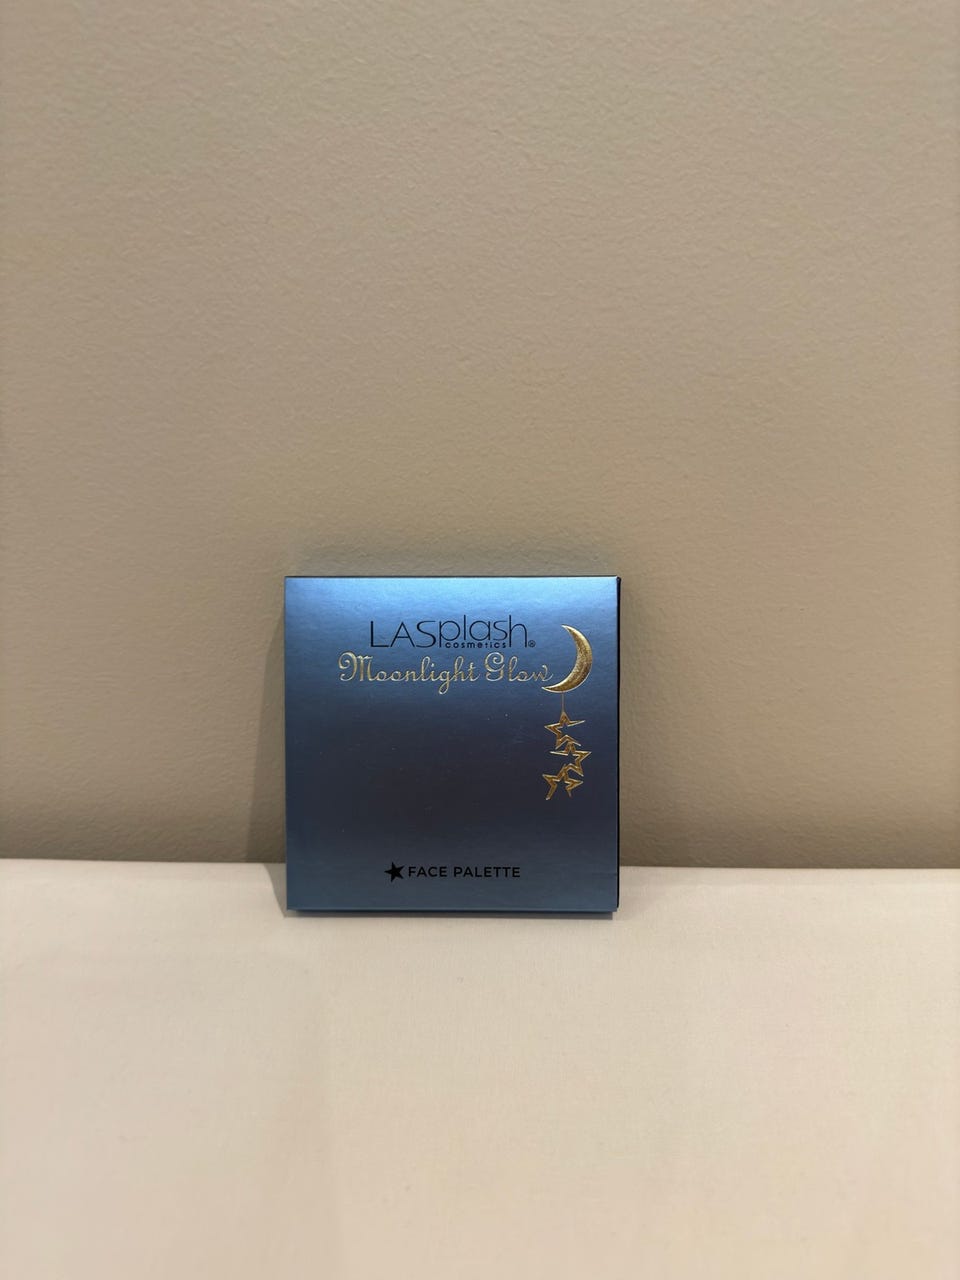 LASplash®
cosmetics
Moonlight Glow
FACE PALETTE